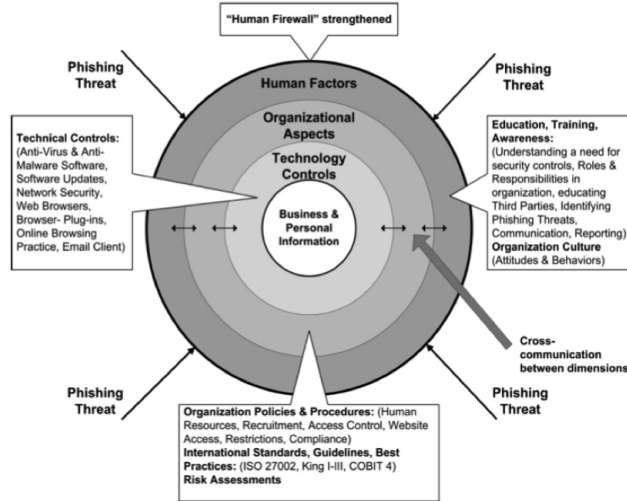 “Human Firewall” strengthened
Phishing
Threat
Phishing
Threat
Human Factors
Organizational
Aspects
Technology
Controls
Business &
Personal
Information
Technical Controls:
(Anti-Virus & Anti-
Malware Software,
Software Updates,
Network Security,
Web Browsers,
Browser- Plug-ins,
Online Browsing
Practice, Email Client)
Education, Training,
Awareness:
(Understanding a need for
security controls, Roles &
Responsibilities in
organization, educating
Third Parties, Identifying
Phishing Threats,
Communication, Reporting)
Organization Culture
(Attitudes & Behaviors)
Cross-
communication
between dimensions
Phishing
Threat
Phishing
Threat
Organization Policies & Procedures: (Human
Resources, Recruitment, Access Control, Website
Access, Restrictions, Compliance)
International Standards, Guidelines, Best
Practices: (ISO 27002, King I-III, COBIT 4)
Risk Assessments